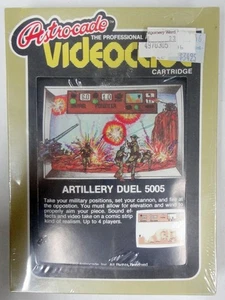 Astrocade
THE PROFESSIONAL A
VIDEOCADE
CARTRIDGE
ARTILLERY DUEL 5005
Take your military positions, set your cannon, and fire at
the opposition. You must allow for elevation and wind to
properly aim your piece. Sound ef-
fects and video take on a comic strip
kind of realism. Up to 4 players.